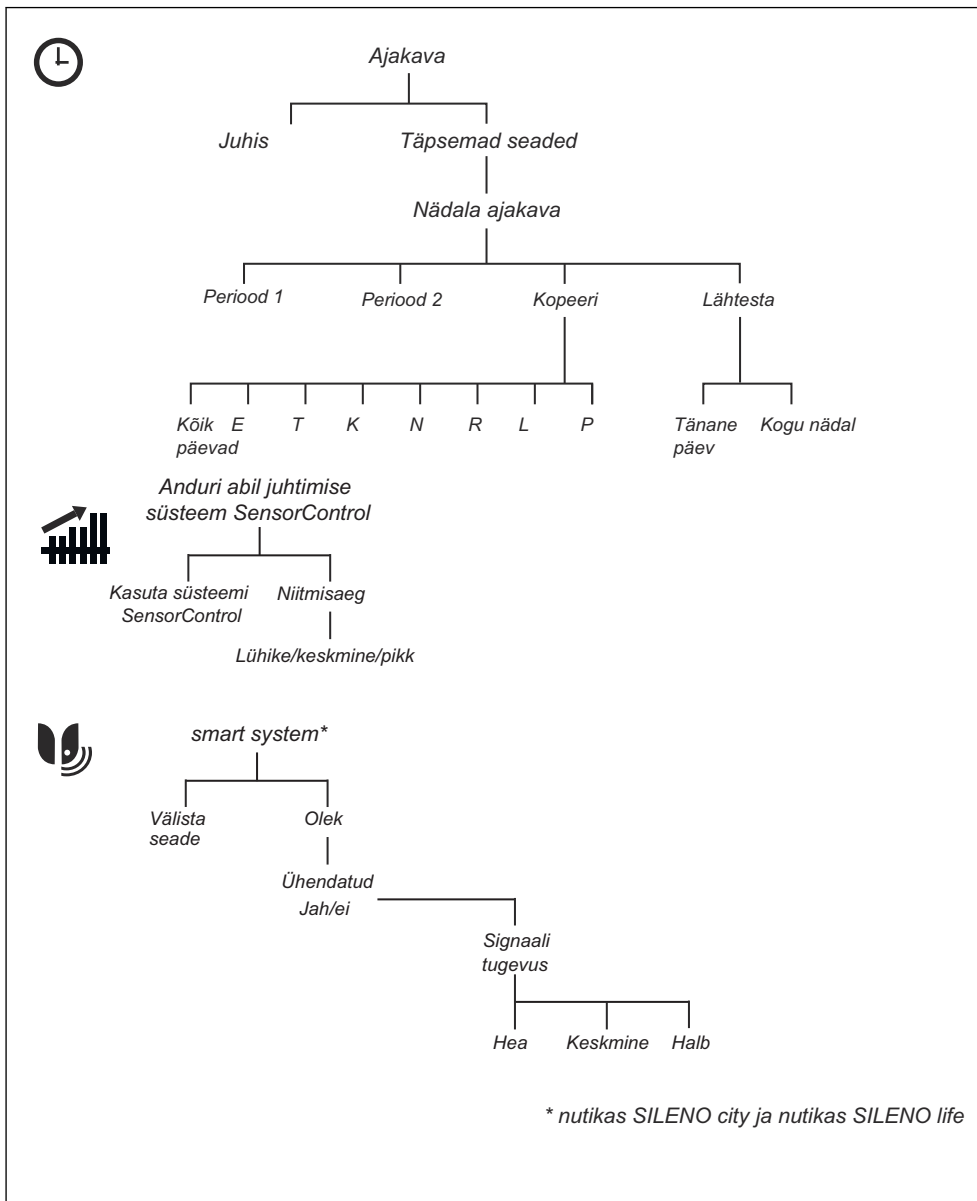 Ajakava
Juhis
Täpsemad seaded
Nädala ajakava
Periood 1
Periood 2
Kopeeri
Lähtesta
Kõik
päevad
E
T
K
N
R
L
P
Tänane
päev
Kogu nädal
Anduri abil juhtimise
süsteem SensorControl
Kasuta süsteemi
SensorControl
Niitmisaeg
Lühike/keskmine/pikk
smart system*
Välista
seade
Olek
Ühendatud
Jah/ei
Signaali
tugevus
Hea
Keskmine
Halb
* nutikas SILENO city ja nutikas SILENO life